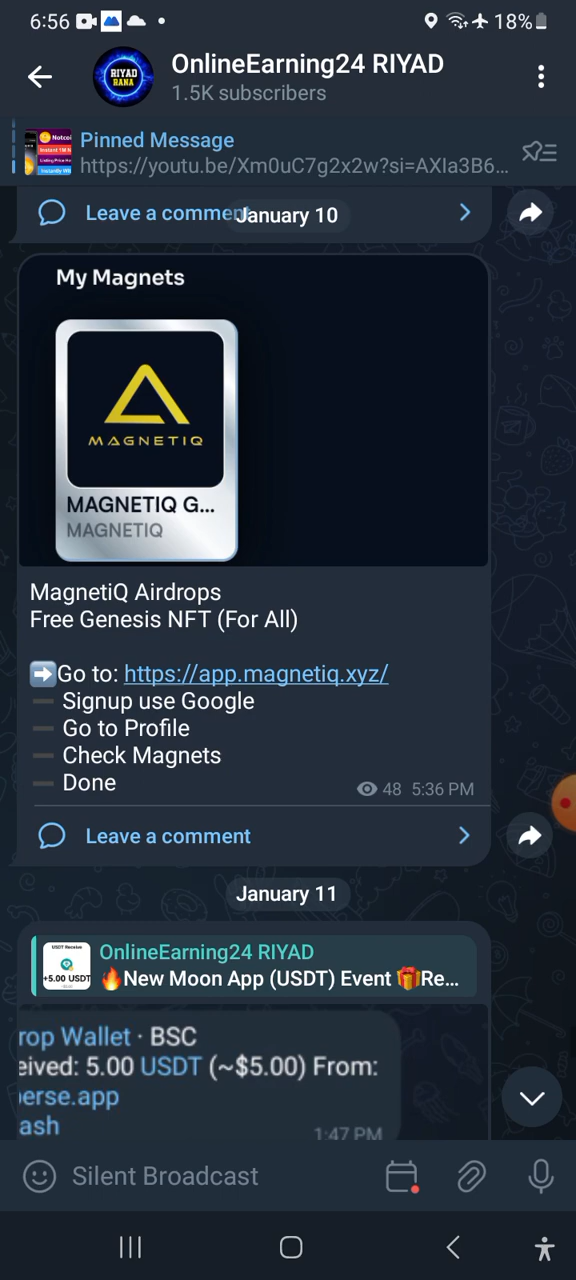 6:56
18%
RIYAD
RANA
OnlineEarning24 RIYAD
1.5K subscribers
Pinned Message
https://youtu.be/Xm0uC7g2x2w?si=AXIa3B6...
Leave a comment
January 10
My Magnets
MAGNETIQ
MAGNETIQ G...
MAGNETIQ
MagnetiQ Airdrops
Free Genesis NFT (For All)
➡️Go to: https://app.magnetiq.xyz/
➖ Signup use Google
➖ Go to Profile
➖ Check Magnets
➖ Done
48 5:36 PM
Leave a comment
January 11
USDT Receive
+5.00 USDT
OnlineEarning24 RIYAD
🔥New Moon App (USDT) Event 🎁Re...
rop Wallet · BSC
eived: 5.00 USDT (~$5.00) From:
erse.app
ash
1:47 PM
Silent Broadcast